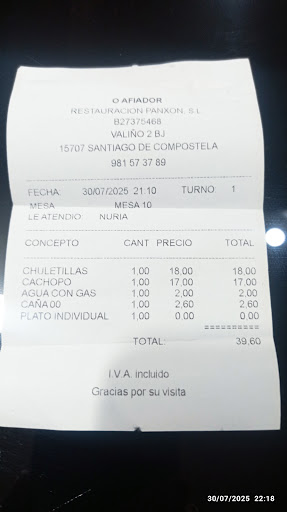 O AFIADOR
RESTAURACION PANXON, S.L.
B27375468
VALIÑO 2 BJ
15707 SANTIAGO DE COMPOSTELA
981 57 37 89
FECHA: 30/07/2025 21:10 TURNO: 1
MESA MESA 10
LE ATENDIO: NURIA
CONCEPTO CANT PRECIO TOTAL
CHULETILLAS 1,00 18,00 18,00
CACHOPO 1,00 17,00 17,00
AGUA CON GAS 1,00 2,00 2,00
CAÑA 00 1,00 2,60 2,60
PLATO INDIVIDUAL 1,00 0,00 0,00
==========
TOTAL: 39,60
I.V.A. incluido
Gracias por su visita
30/07/2025 22:18